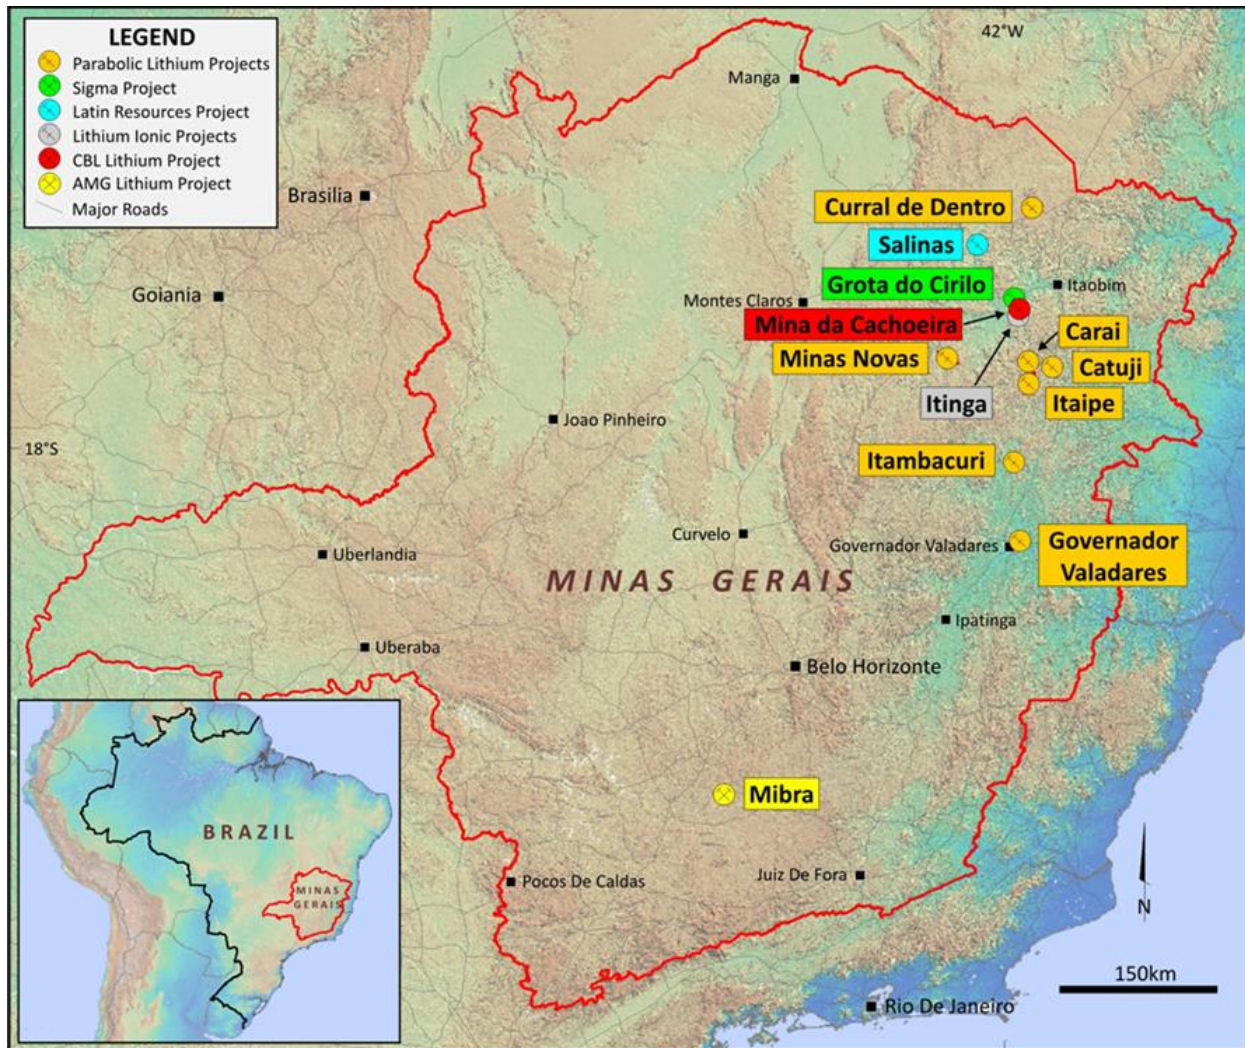 LEGEND
Parabolic Lithium Projects
Sigma Project
Latin Resources Project
Lithium Ionic Projects
CBL Lithium Project
AMG Lithium Project
Major Roads
42°W
Manga
Brasilia
Curral de Dentro
Salinas
Goiania
Grota do Cirilo
Itaobim
Montes Claros
Mina da Cachoeira
Carai
Minas Novas
Catuji
Itinga
Itaipe
Joao Pinheiro
18°S
Itambacuri
Curvelo
Governador Valadares
Governador
Valadares
Uberlandia
MINAS GERAIS
Ipatinga
Uberaba
Belo Horizonte
Mibra
BRAZIL
MINAS
GERAIS
Pocos De Caldas
Juiz De Fora
N
150km
Rio De Janeiro